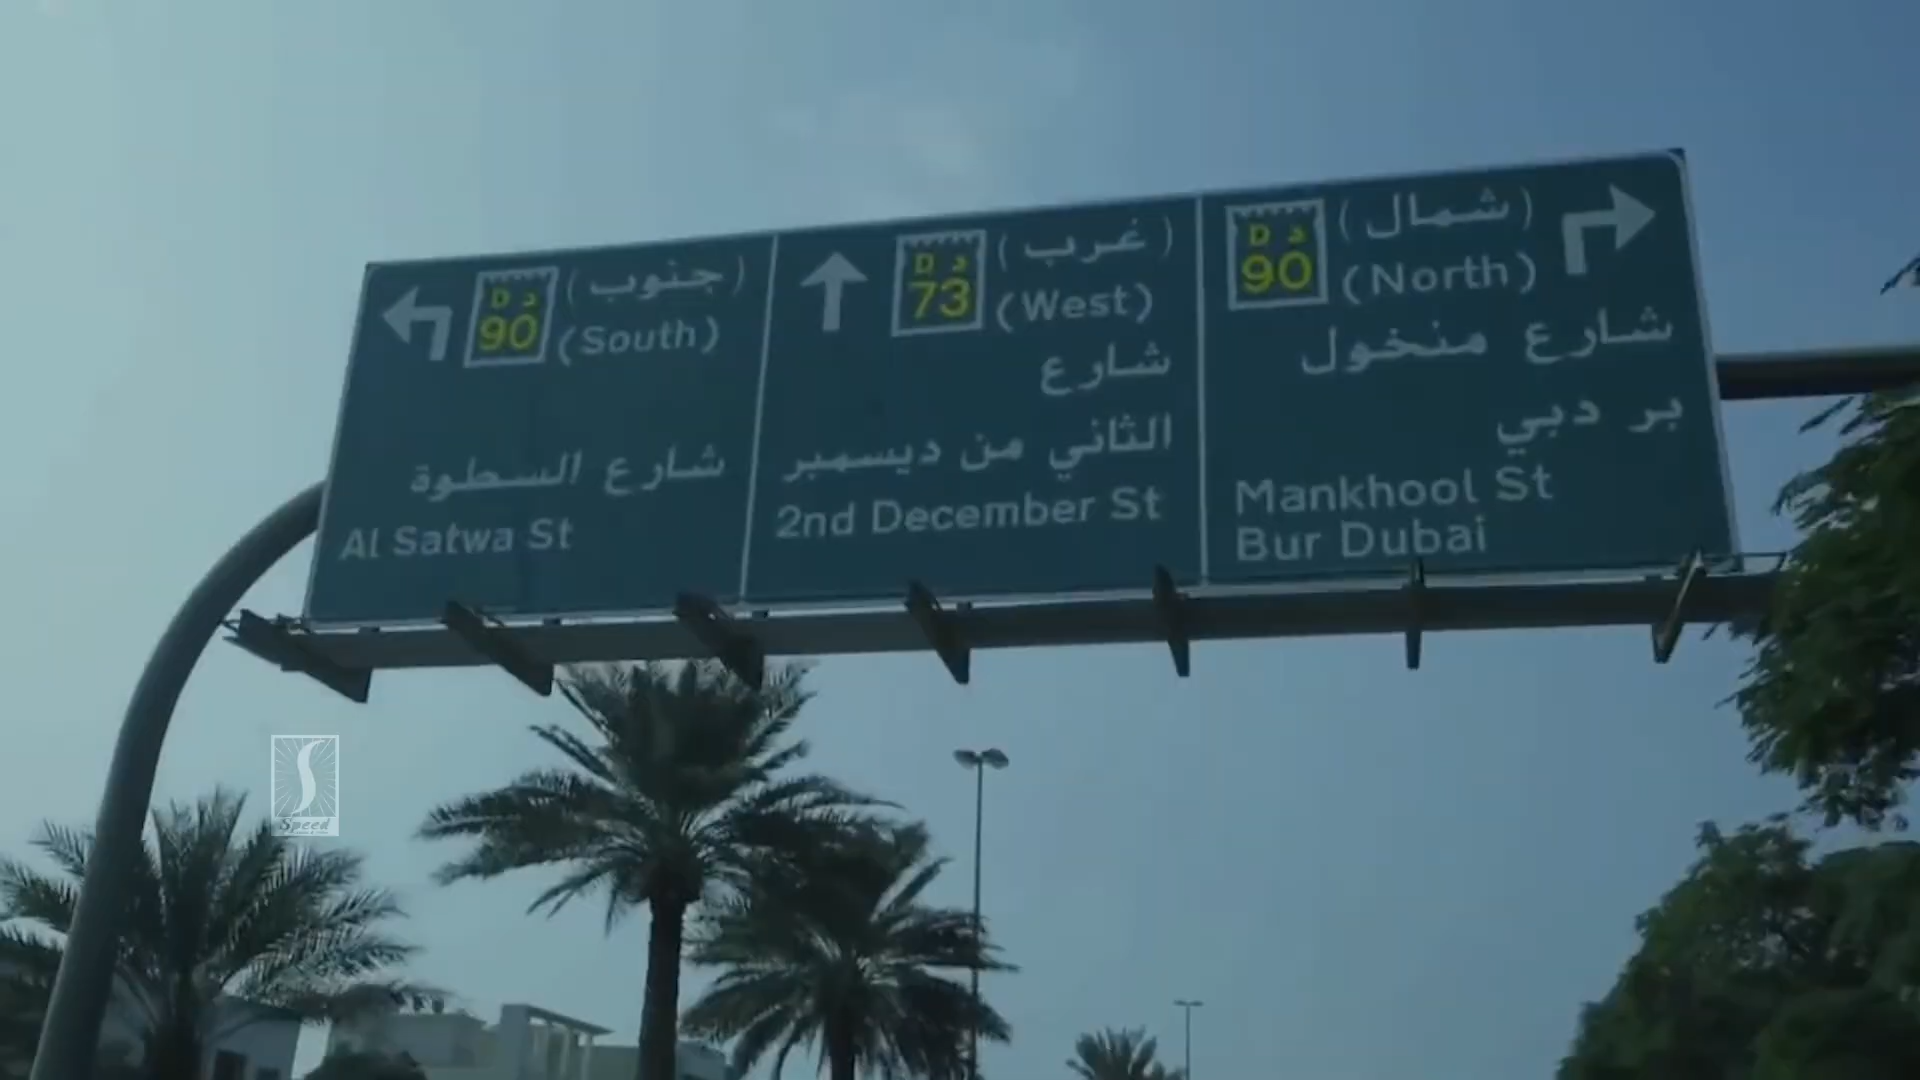 D د
90
(جنوب)
(South)
شارع السطوة
Al Satwa St
D د
73
(غرب)
(West)
شارع
الثاني من ديسمبر
2nd December St
D د
90
(شمال)
(North)
شارع منخول
بر دبي
Mankhool St
Bur Dubai
Speed